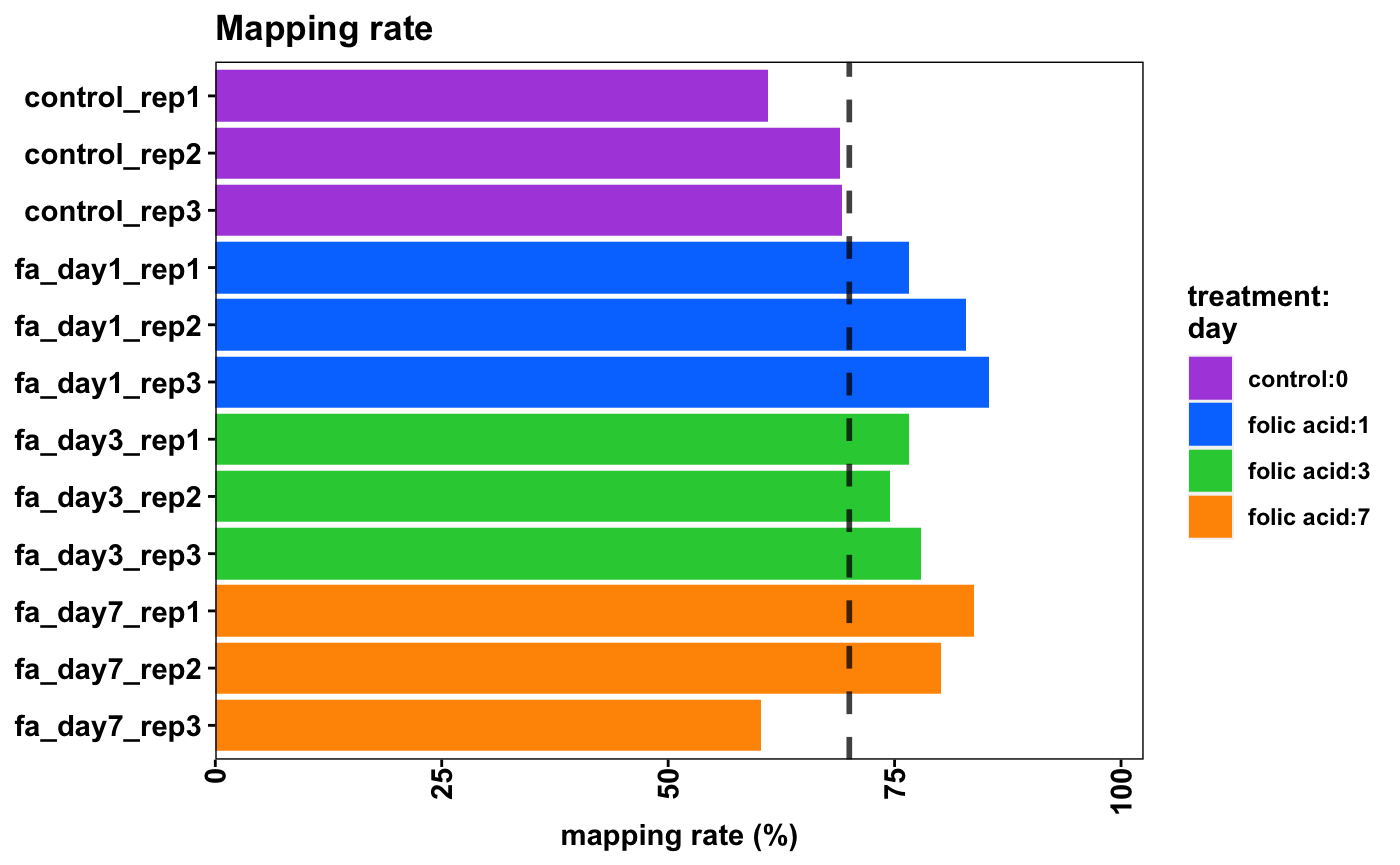 Mapping rate
control_rep1
control_rep2
control_rep3
fa_day1_rep1
fa_day1_rep2
fa_day1_rep3
fa_day3_rep1
fa_day3_rep2
fa_day3_rep3
fa_day7_rep1
fa_day7_rep2
fa_day7_rep3
0
25
50
75
100
mapping rate (%)
treatment:
day
control:0
folic acid:1
folic acid:3
folic acid:7